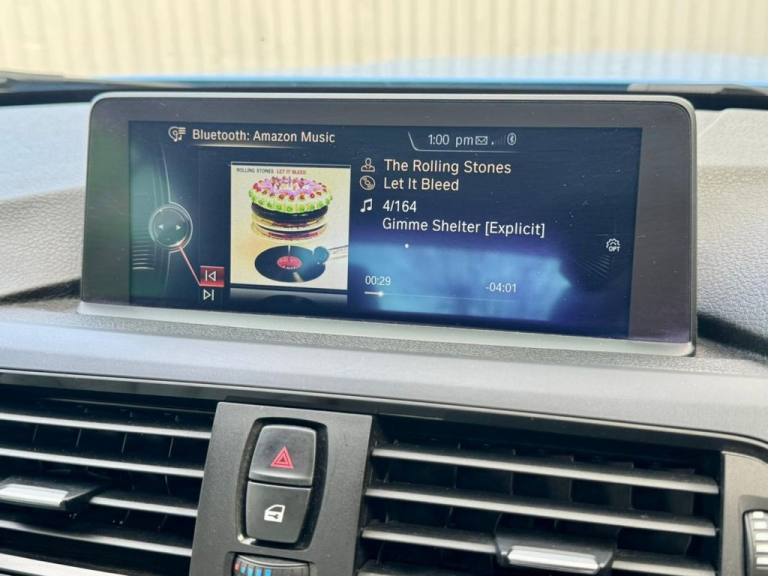 Bluetooth: Amazon Music
1:00 pm
ROLLING STONES LET IT BLEED
The Rolling Stones
Let It Bleed
4/164
Gimme Shelter [Explicit]
OPT
00:29
-04:01